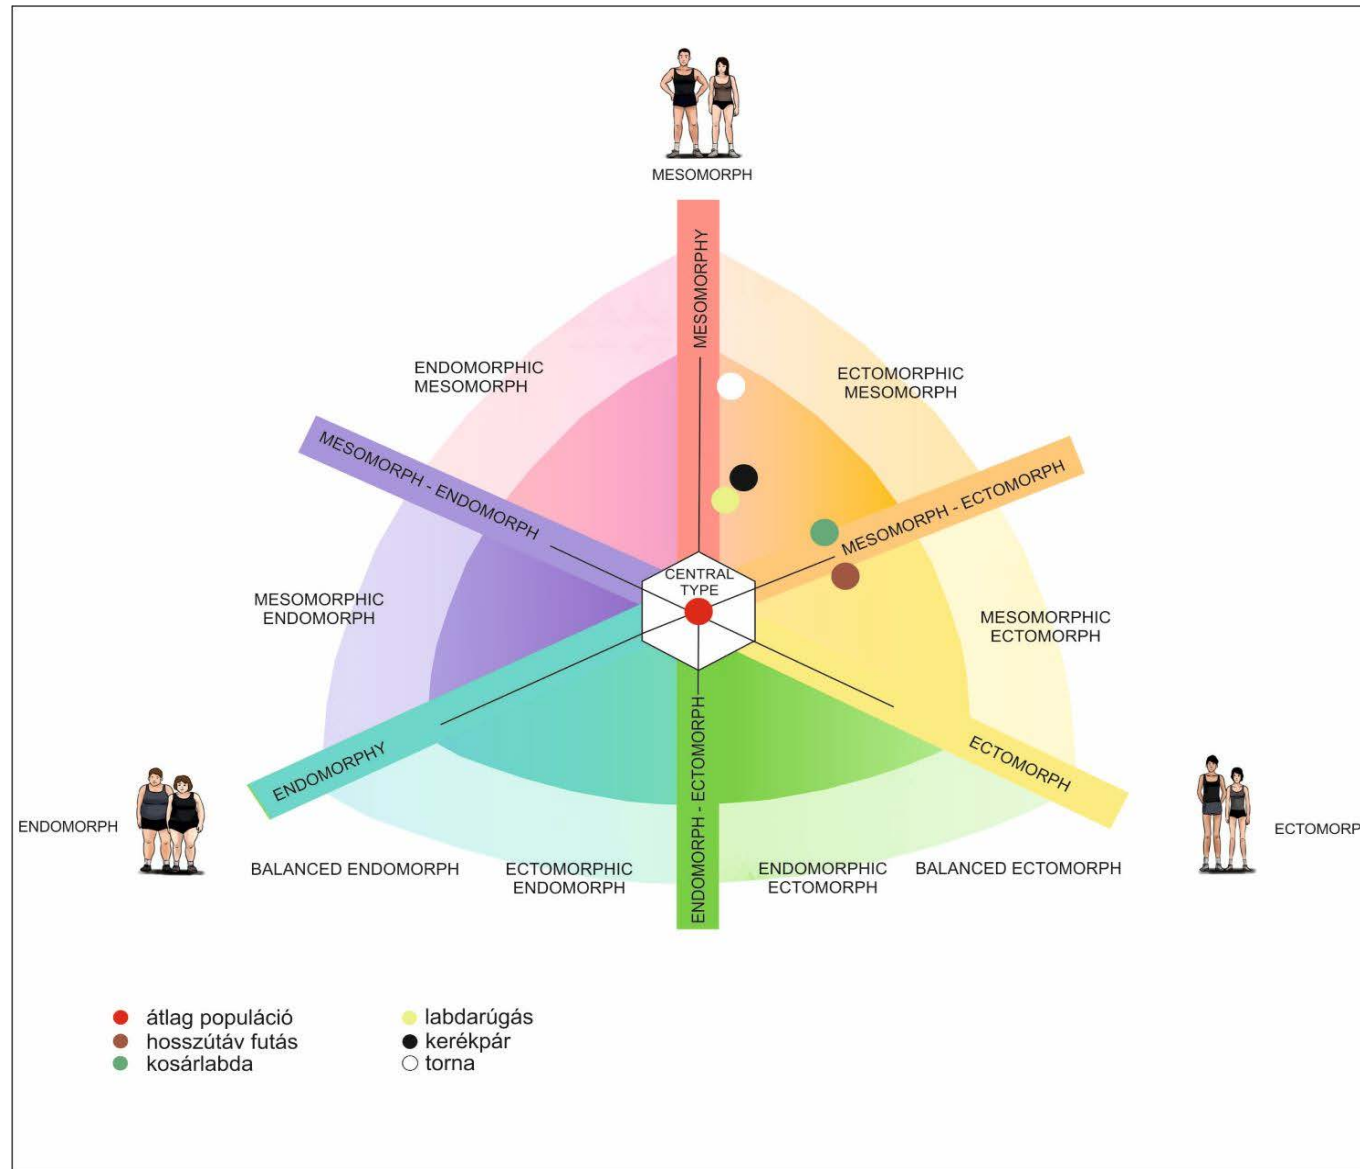 MESOMORPH
MESOMORPHY
ENDOMORPHIC
MESOMORPH
ECTOMORPHIC
MESOMORPH
MESOMORPH - ENDOMORPH
MESOMORPH - ECTOMORPH
CENTRAL
TYPE
MESOMORPHIC
ENDOMORPH
MESOMORPHIC
ECTOMORPH
ENDOMORPHY
ENDOMORPH - ECTOMORPH
ECTOMORPH
ENDOMORPH
ECTOMORP
BALANCED ENDOMORPH
ECTOMORPHIC
ENDOMORPH
ENDOMORPHIC
ECTOMORPH
BALANCED ECTOMORPH
átlag populáció
hosszútáv futás
kosárlabda
labdarúgás
kerékpár
torna